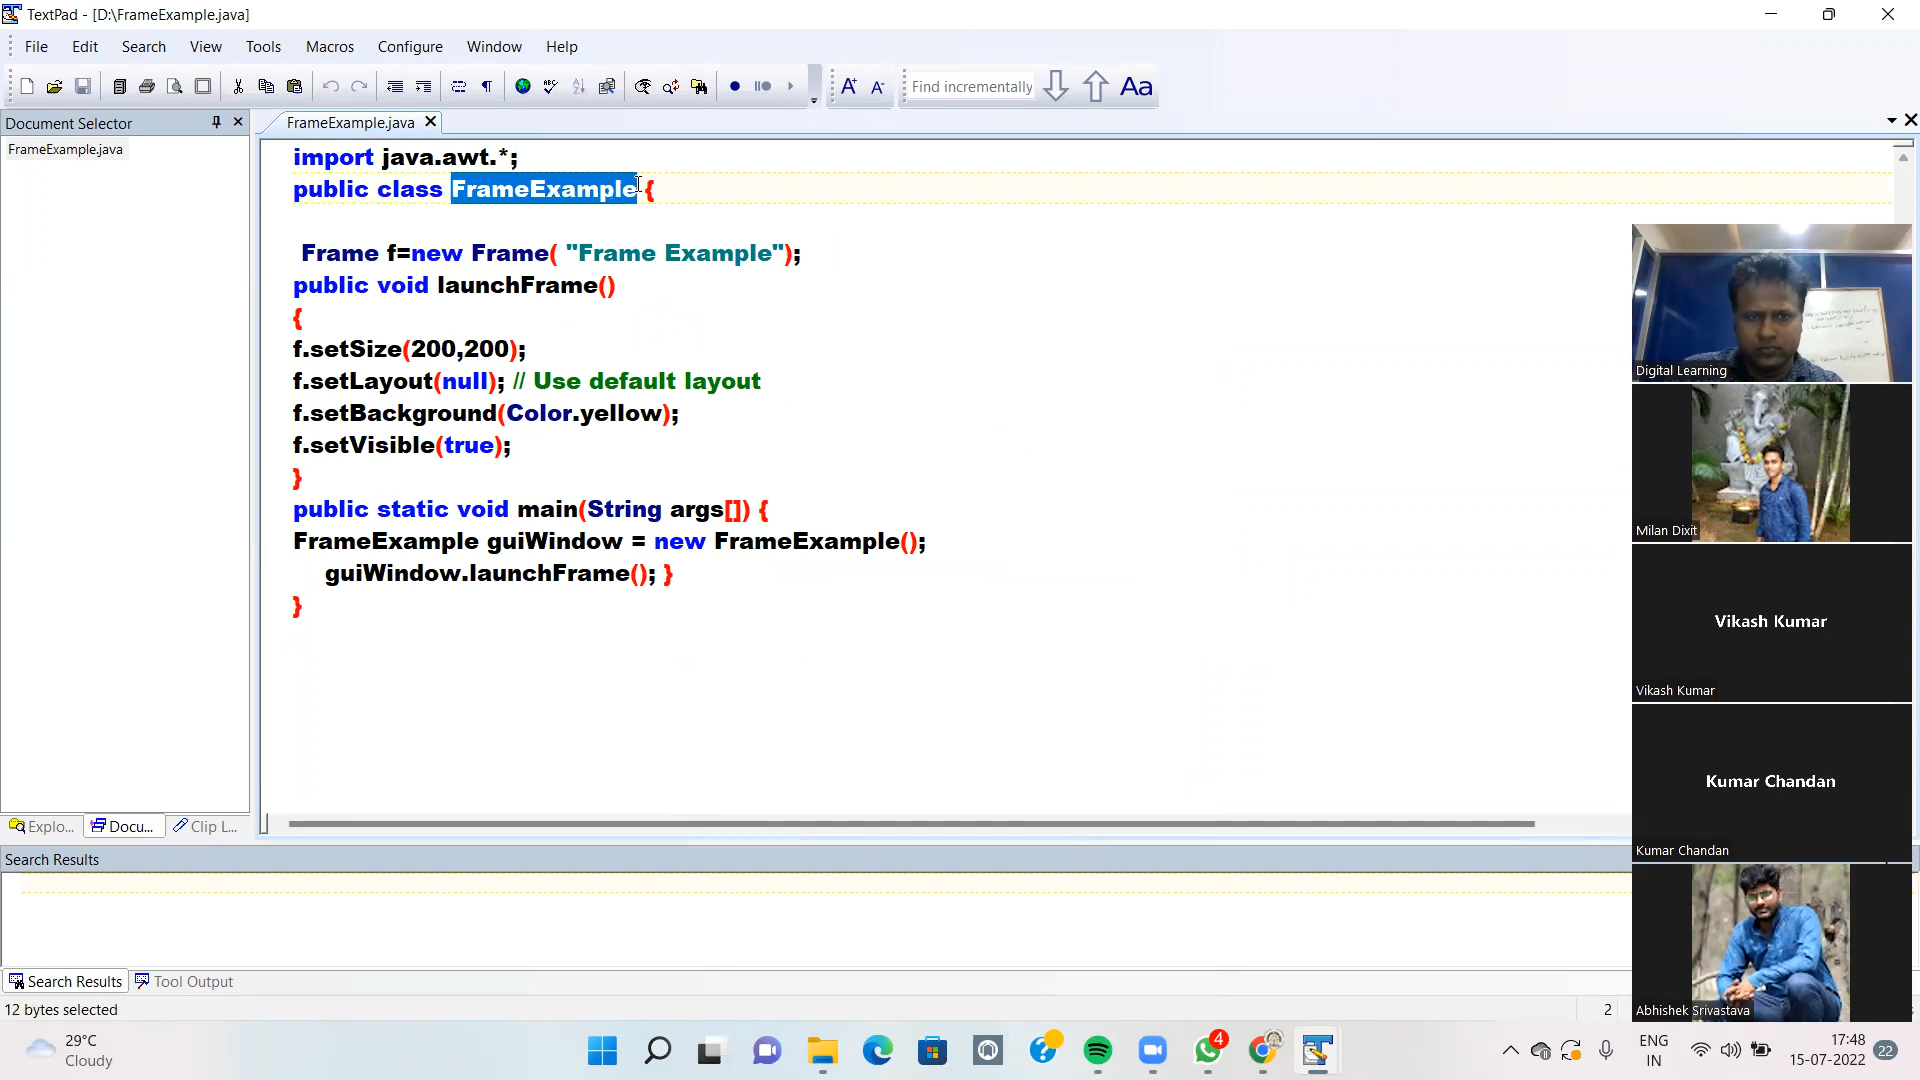 TextPad - [D:\FrameExample.java]
File Edit Search View Tools Macros Configure Window Help
Find incrementally
Aa
Document Selector
FrameExample.java
FrameExample.java
import java.awt.*;
public class FrameExample {
Frame f=new Frame( "Frame Example");
public void launchFrame()
{
f.setSize(200,200);
f.setLayout(null); // Use default layout
f.setBackground(Color.yellow);
f.setVisible(true);
}
public static void main(String args[]) {
FrameExample guiWindow = new FrameExample();
guiWindow.launchFrame(); }
}
Digital Learning
Milan Dixit
Vikash Kumar
Vikash Kumar
Kumar Chandan
Kumar Chandan
Abhishek Srivastava
Explo... Docu... Clip L...
Search Results
Search Results Tool Output
12 bytes selected
2
29°C
Cloudy
4
ENG
IN
17:48
15-07-2022
22